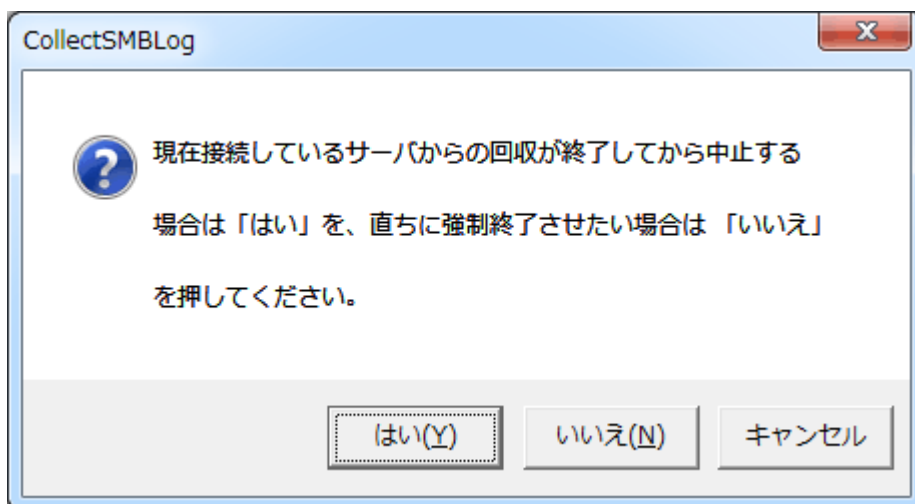 CollectSMBLog
現在接続しているサーバからの回収が終了してから中止する
場合は「はい」を、直ちに強制終了させたい場合は 「いいえ」
を押してください。
はい(Y) いいえ(N) キャンセル